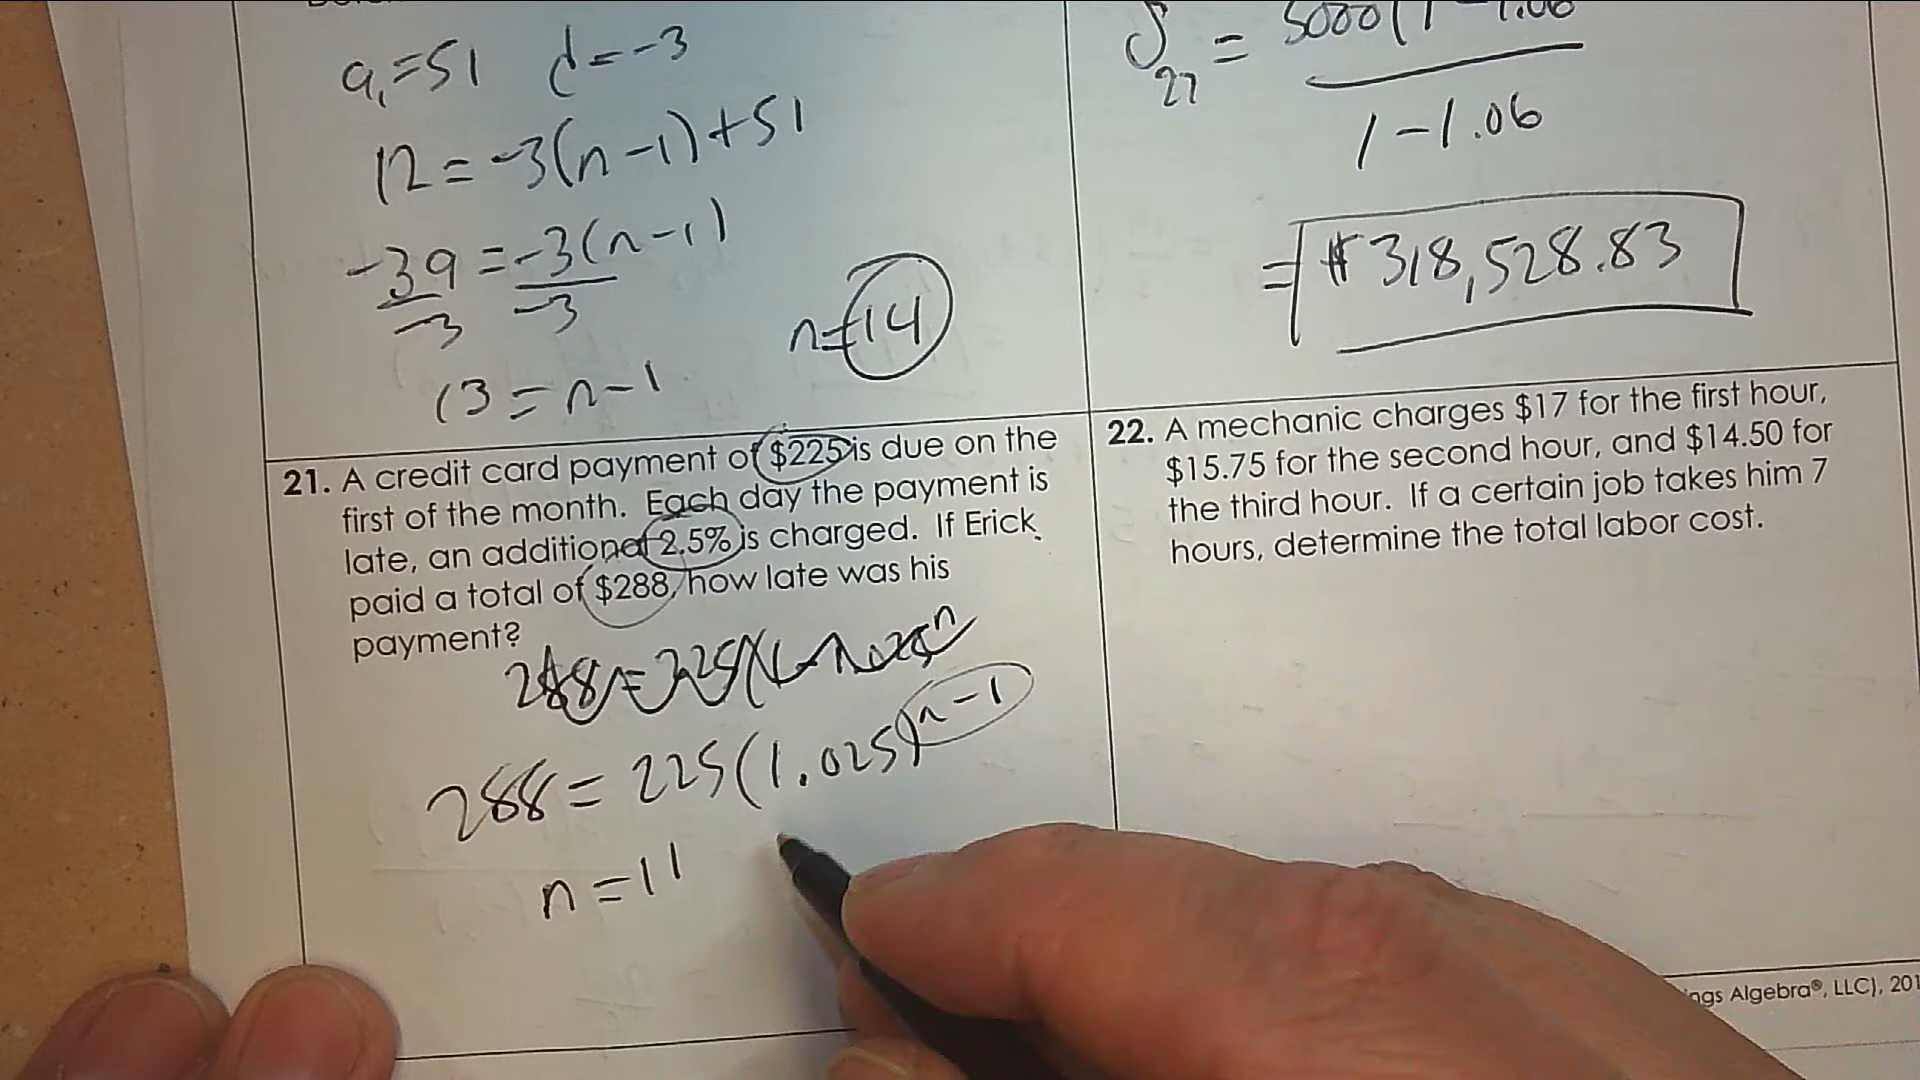 a₁=51 d=-3
12=-3(n-1)+51
-39=-3(n-1)
-3 -3
13=n-1
n=14
S₂₇ = 5000(1-1.06
1-1.06
=$318,528.83
21. A credit card payment of $225 is due on the
first of the month. Each day the payment is
late, an additional 2.5% is charged. If Erick
paid a total of $288, how late was his
payment?
288=225(1.025)ⁿ⁻¹
n=11
22. A mechanic charges $17 for the first hour,
$15.75 for the second hour, and $14.50 for
the third hour. If a certain job takes him 7
hours, determine the total labor cost.
ngs Algebra®, LLC), 201